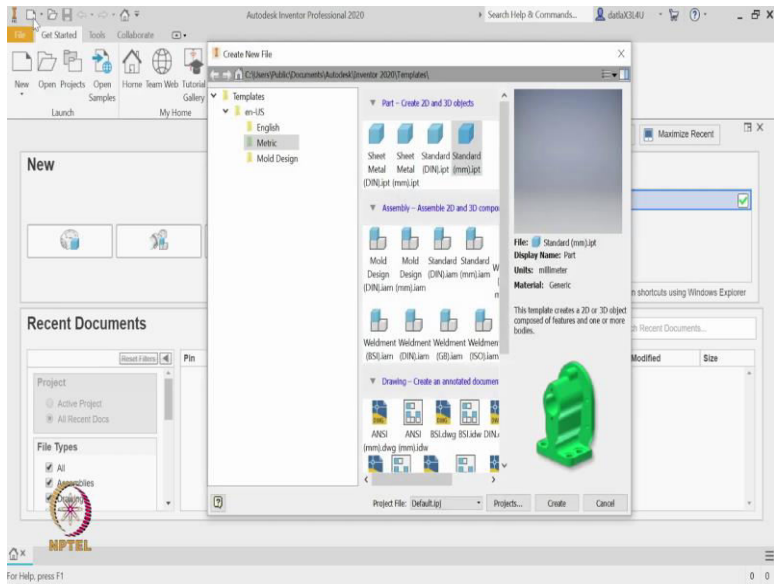 Autodesk Inventor Professional 2020
Search Help & Commands...
datlaX3L4U
File Get Started Tools Collaborate
New Open Projects Open Samples Home Team Web Tutorial Gallery
Launch My Home
Create New File
C:\Users\Public\Documents\Autodesk\Inventor 2020\Templates\
Templates
en-US
English
Metric
Mold Design
Part – Create 2D and 3D objects
Sheet Sheet Standard Standard
Metal Metal (DIN).ipt (mm).ipt
(DIN).ipt (mm).ipt
Assembly – Assemble 2D and 3D compo
Mold Mold Standard Standard
Design Design (DIN).iam (mm).iam
(DIN).iam (mm).iam
Weldment Weldment Weldment Weldmen
(BSI).iam (DIN).iam (GB).iam (ISO).iam
Drawing – Create an annotated documen
ANSI ANSI BSI.dwg BSI.idw DIN.
(mm).dwg (mm).idw
File: Standard (mm).ipt
Display Name: Part
Units: millimeter
Material: Generic
This template creates a 2D or 3D object
composed of features and one or more
bodies.
Project File: Default.ipj Projects... Create Cancel
Maximize Recent
New
n shortcuts using Windows Explorer
Recent Documents
ch Recent Documents...
Reset Filters Pin Modified Size
Project
Active Project
All Recent Docs
File Types
All
Assemblies
Drawing
NPTEL
For Help, press F1
0 0